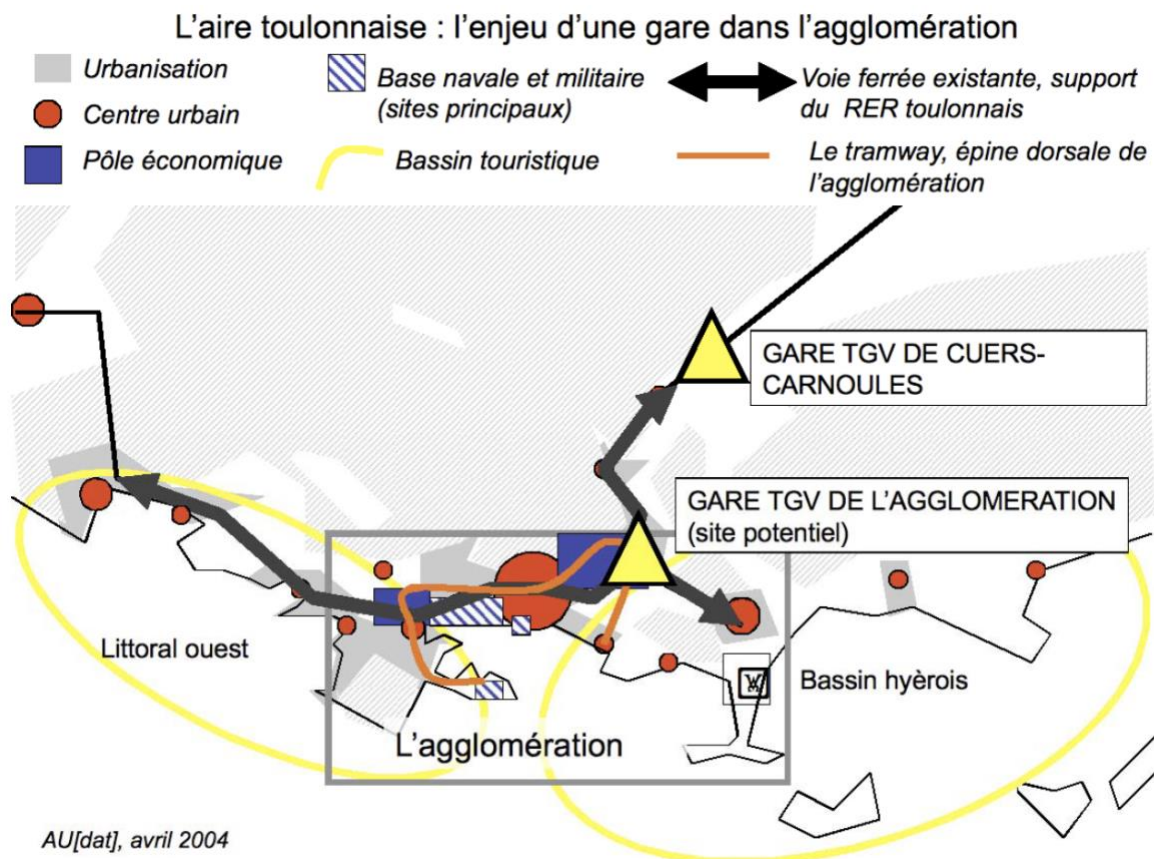 L'aire toulonnaise : l'enjeu d'une gare dans l'agglomération
Urbanisation
Centre urbain
Pôle économique
Base navale et militaire
(sites principaux)
Bassin touristique
Voie ferrée existante, support
du RER toulonnais
Le tramway, épine dorsale de
l'agglomération
GARE TGV DE CUERS-
CARNOULES
GARE TGV DE L'AGGLOMERATION
(site potentiel)
Littoral ouest
Bassin hyèrois
L'agglomération
AU[dat], avril 2004